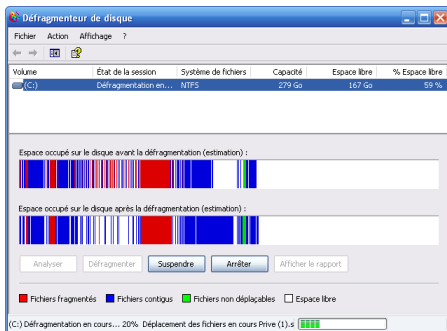 Défragmenteur de disque
Fichier Action Affichage ?
Volume État de la session Système de fichiers Capacité Espace libre % Espace libre
(C:) Défragmentation en... NTFS 279 Go 167 Go 59 %
Espace occupé sur le disque avant la défragmentation (estimation) :
Espace occupé sur le disque après la défragmentation (estimation) :
Analyser Défragmenter Suspendre Arrêter Afficher le rapport
Fichiers fragmentés Fichiers contigus Fichiers non déplaçables Espace libre
(C:) Défragmentation en cours... 20% Déplacement des fichiers en cours Prive (1).s